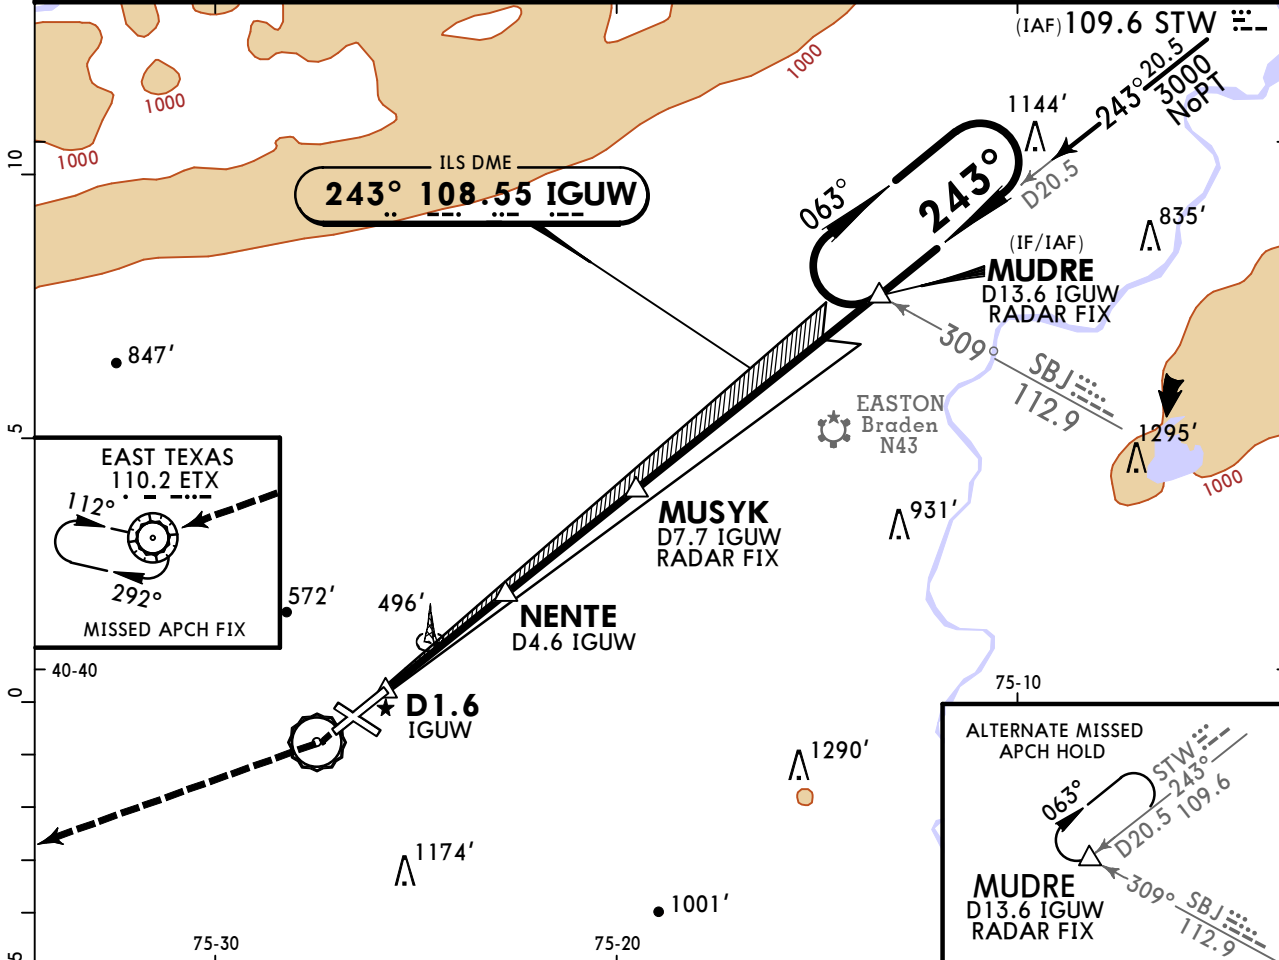 (IAF) 109.6 STW
1000
20.5
243° 3000
NoPT
1144'
1000
1000
10
ILS DME
243° 108.55 IGUW
063°
243°
D20.5
835'
(IF/IAF)
MUDRE
D13.6 IGUW
RADAR FIX
309°
SBJ
112.9
847'
EASTON
Braden
N43
1295'
1000
5
EAST TEXAS
110.2 ETX
112°
292°
MISSED APCH FIX
MUSYK
D7.7 IGUW
RADAR FIX
931'
572'
496'
NENTE
D4.6 IGUW
40-40
0
D1.6
IGUW
75-10
1290'
1174'
1001'
ALTERNATE MISSED
APCH HOLD
063°
STW
243°
109.6
D20.5
MUDRE
D13.6 IGUW
RADAR FIX
309°
SBJ
112.9
75-30
75-20
5